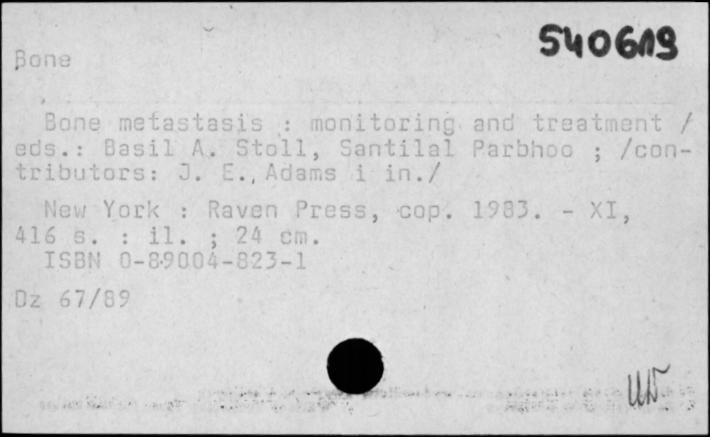 540619
Bone
Bone metastasis : monitoring and treatment /
eds.: Basil A. Stoll, Santilal Parbhoo ; /con-
tributors: J. E., Adams i in./
New York : Raven Press, cop. 1983. - XI,
416 s. : il. ; 24 cm.
ISBN 0-89004-823-1
Dz 67/89